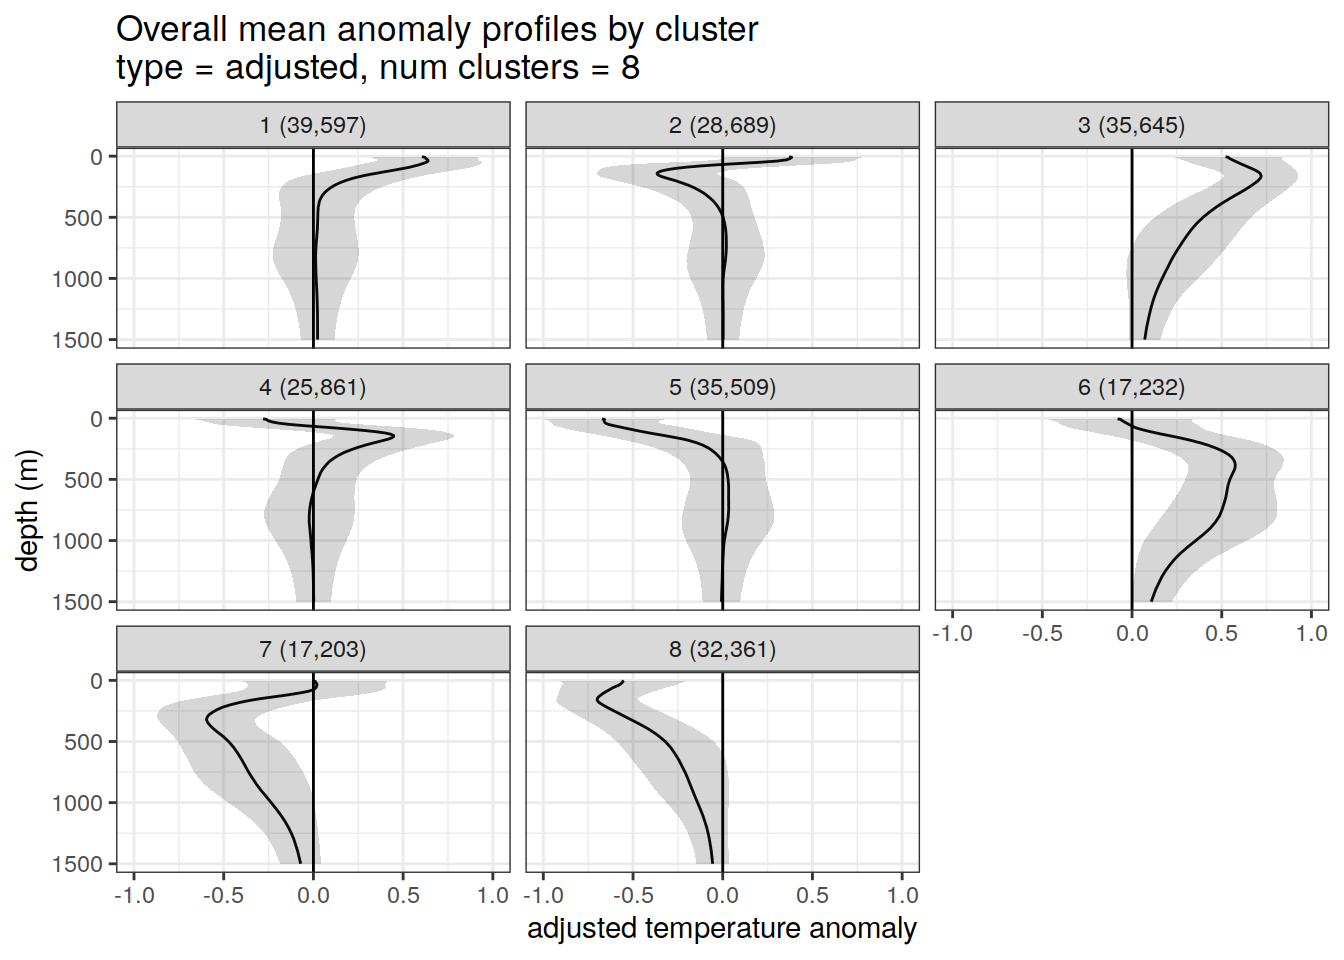 Overall mean anomaly profiles by cluster
type = adjusted, num clusters = 8
1 (39,597)
2 (28,689)
3 (35,645)
0
500
1000
1500
4 (25,861)
5 (35,509)
6 (17,232)
0
500
1000
1500
-1.0 -0.5 0.0 0.5 1.0
7 (17,203)
8 (32,361)
0
500
1000
1500
-1.0 -0.5 0.0 0.5 1.0
-1.0 -0.5 0.0 0.5 1.0
depth (m)
adjusted temperature anomaly